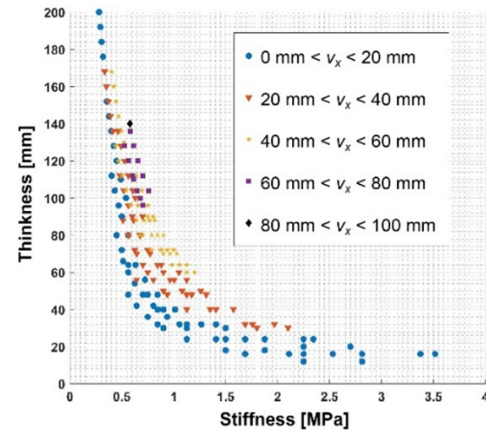 200
180
160
140
120
100
80
60
40
20
0
Thinkness [mm]
0 mm < vₓ < 20 mm
20 mm < vₓ < 40 mm
40 mm < vₓ < 60 mm
60 mm < vₓ < 80 mm
80 mm < vₓ < 100 mm
0 0.5 1 1.5 2 2.5 3 3.5 4
Stiffness [MPa]